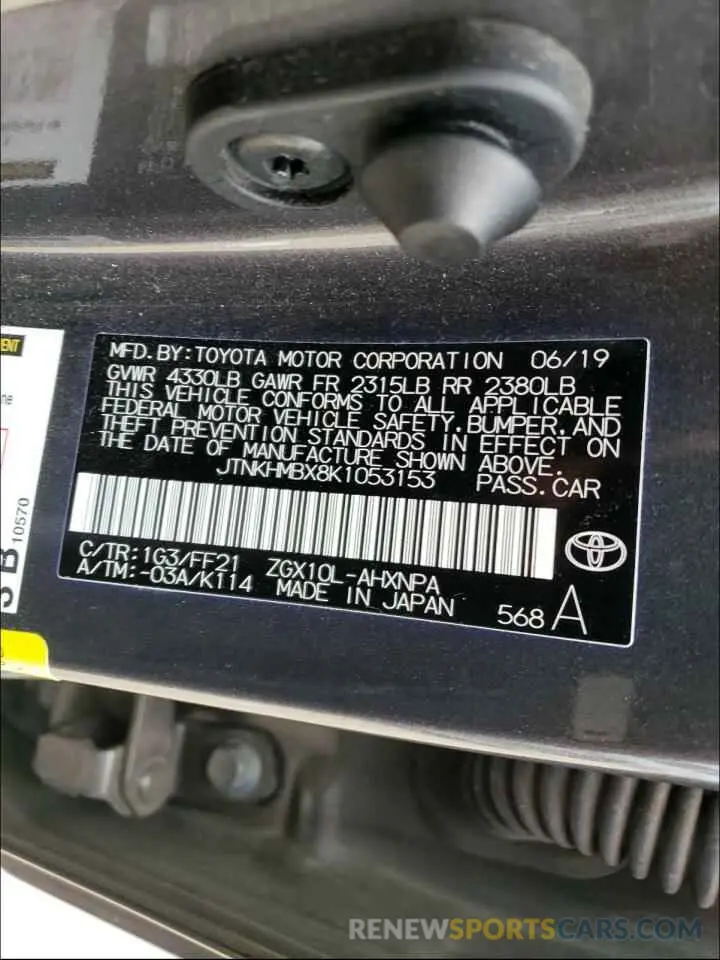 MFD.BY:TOYOTA MOTOR CORPORATION 06/19
GVWR 4330LB GAWR FR 2315LB RR 2380LB
THIS VEHICLE CONFORMS TO ALL APPLICABLE
FEDERAL MOTOR VEHICLE SAFETY,BUMPER,AND
THEFT PREVENTION STANDARDS IN EFFECT ON
THE DATE OF MANUFACTURE SHOWN ABOVE.
JTNKHMBX8K1053153 PASS.CAR
C/TR:1G3/FF21 ZGX10L-AHXNPA
A/TM:-03A/K114 MADE IN JAPAN 568 A
10570
RENEWSPORTSCARS.COM